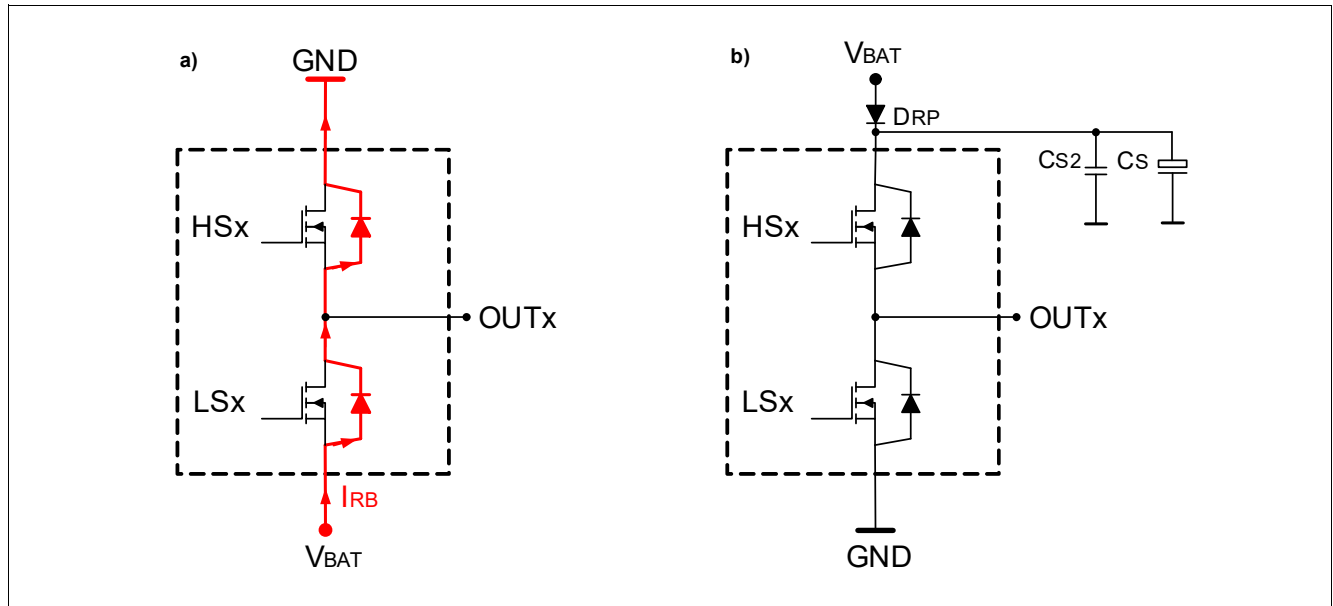 a)
GND
HSx
OUTx
LSx
IRB
VBAT
b)
VBAT
DRP
CS2
CS
HSx
OUTx
LSx
GND